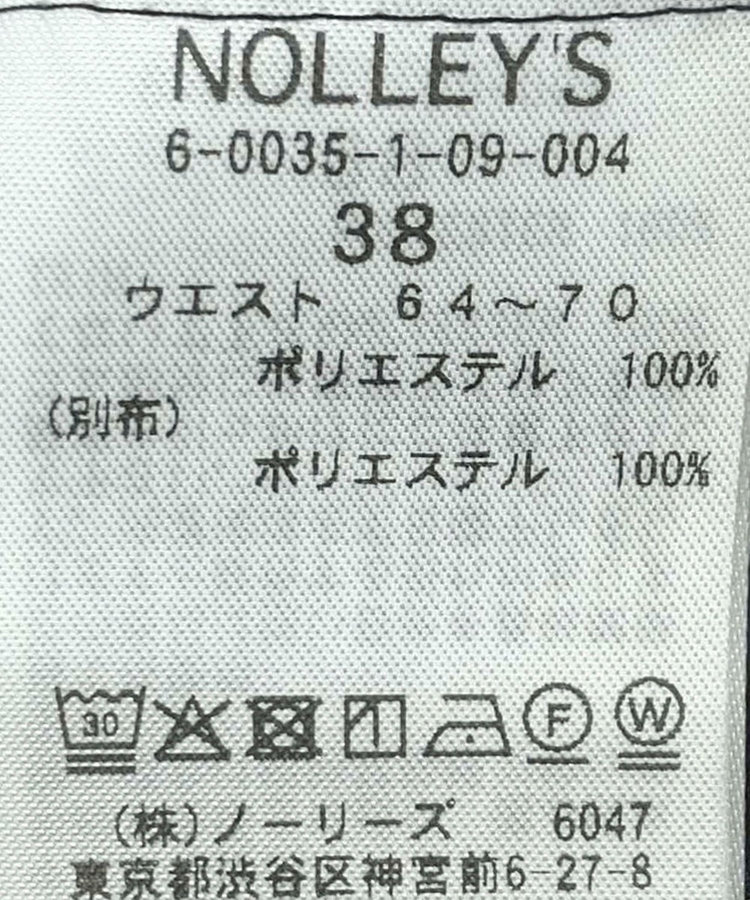 NOLLEY'S
6-0035-1-09-004
38
ウエスト 64～70
ポリエステル 100%
(別布)
ポリエステル 100%
30 F W
(株)ノーリーズ 6047
東京都渋谷区神宮前6-27-8